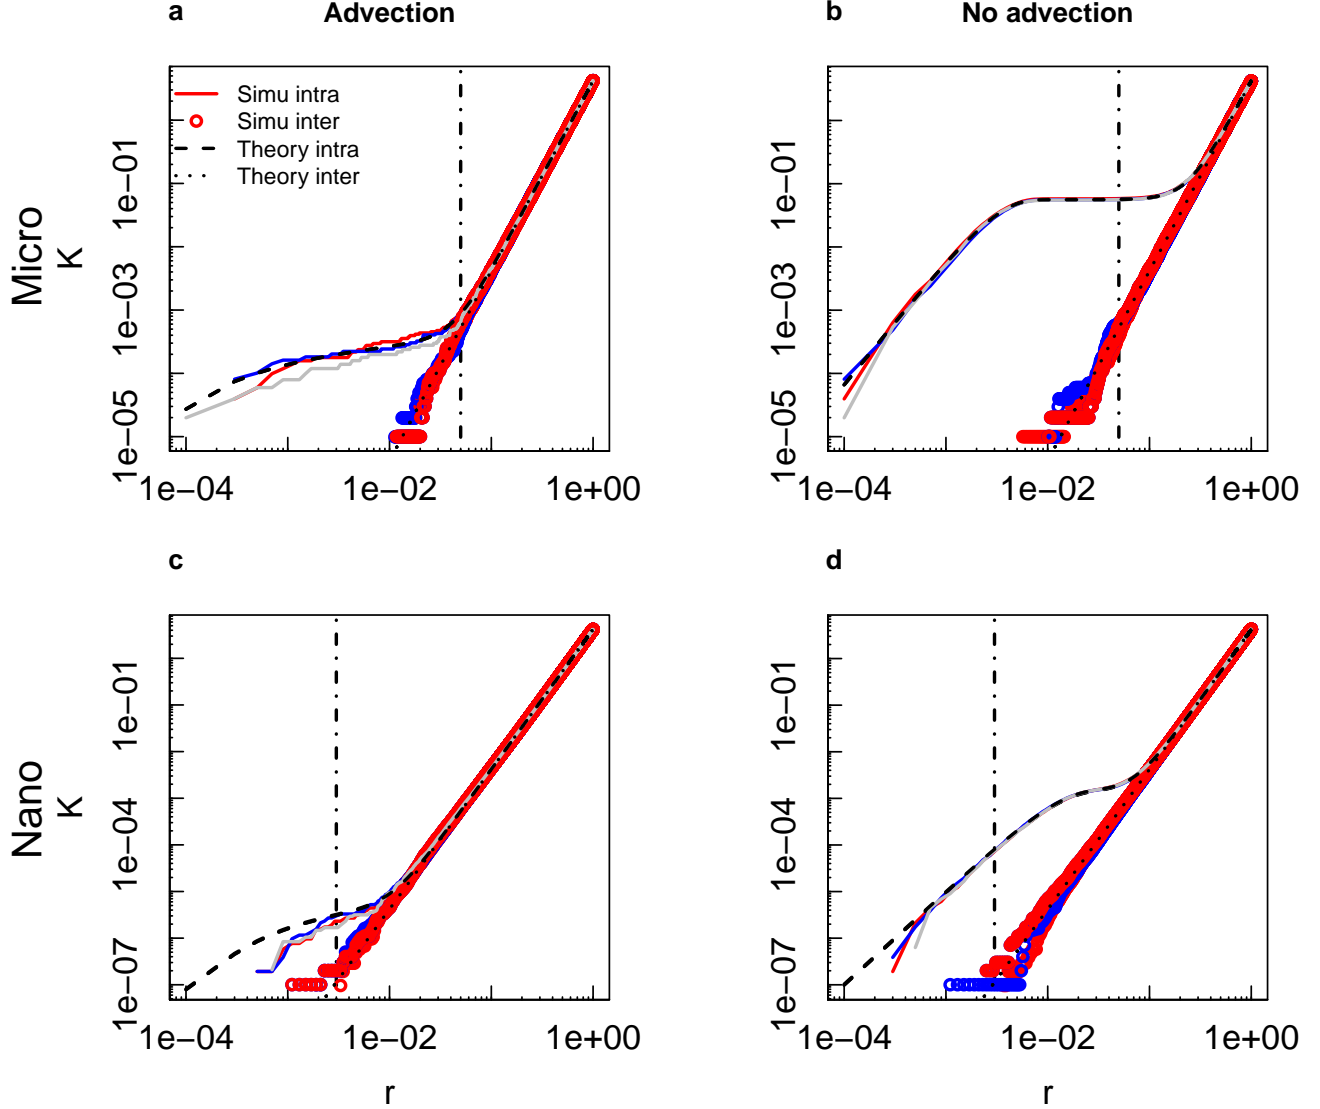 a Advection
b No advection
Simu intra
Simu inter
Theory intra
Theory inter
Micro
K
1e−01
1e−03
1e−05
1e−04 1e−02 1e+00
1e−01
1e−03
1e−05
1e−04 1e−02 1e+00
c
d
Nano
K
1e−01
1e−04
1e−07
1e−04 1e−02 1e+00
r
1e−01
1e−04
1e−07
1e−04 1e−02 1e+00
r